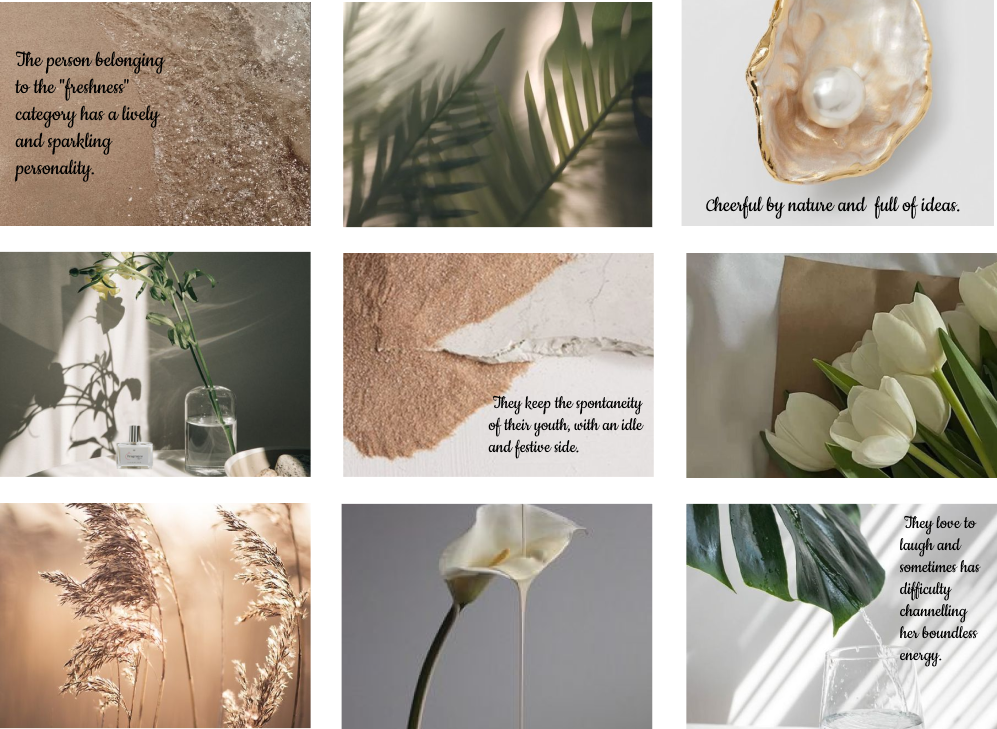 The person belonging
to the "freshness"
category has a lively
and sparkling
personality.
Cheerful by nature and full of ideas.
They keep the spontaneity
of their youth, with an idle
and festive side.
They love to
laugh and
sometimes has
difficulty
channelling
her boundless
energy.